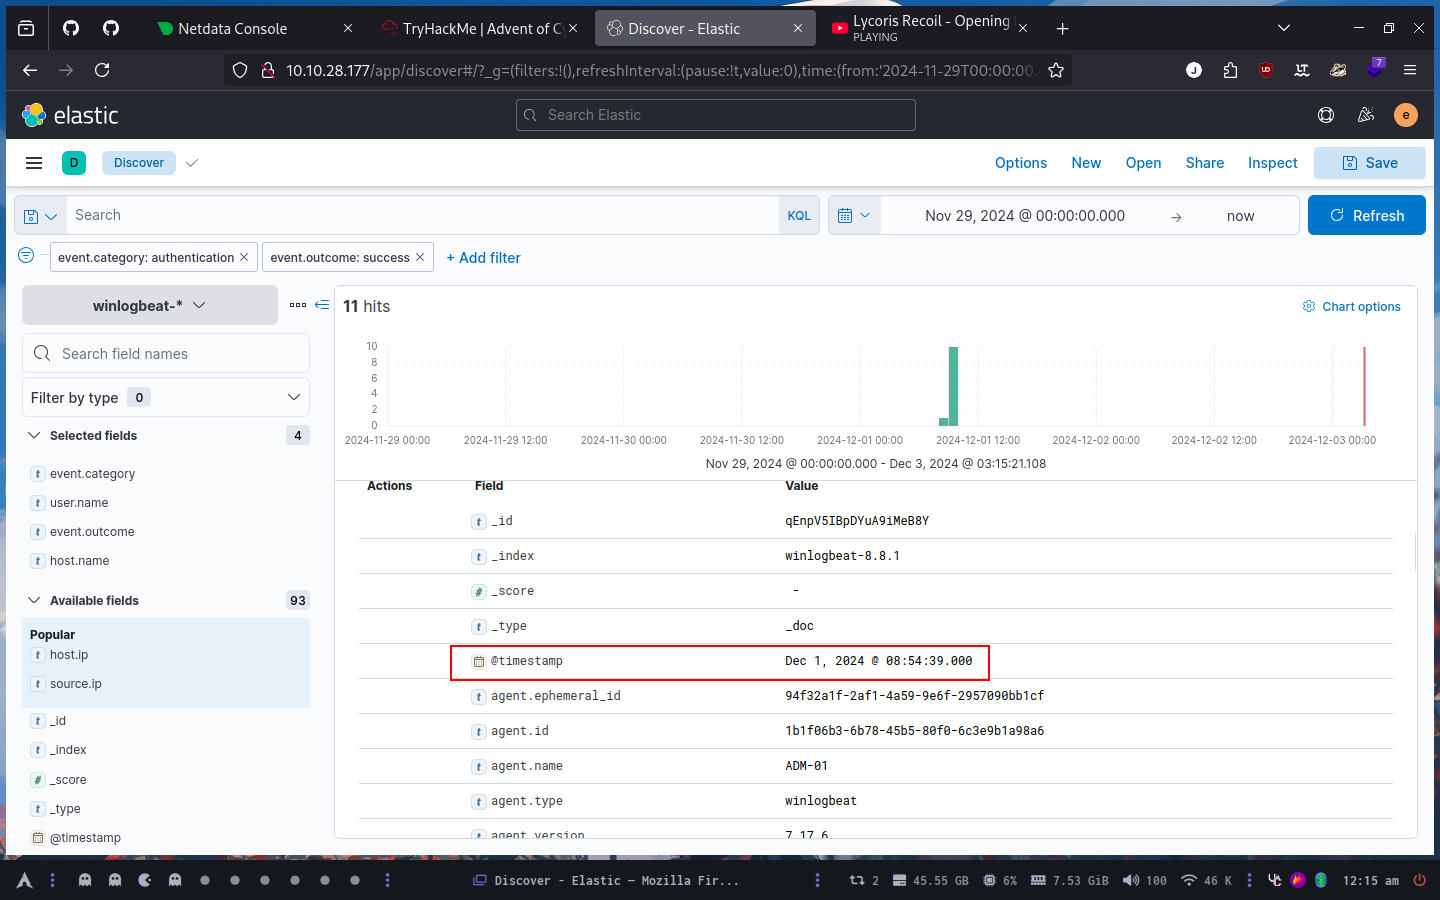 Netdata Console
TryHackMe | Advent of Cy
Discover - Elastic
Lycoris Recoil - Opening
PLAYING
10.10.28.177/app/discover#/?_g=(filters:!(),refreshInterval:(pause:!t,value:0),time:(from:'2024-11-29T00:00:00.0
J
UD
7
elastic
Search Elastic
e
D
Discover
Options
New
Open
Share
Inspect
Save
Search
KQL
Nov 29, 2024 @ 00:00:00.000
→
now
Refresh
event.category: authentication
event.outcome: success
+ Add filter
winlogbeat-*
11 hits
Chart options
Search field names
Filter by type 0
Selected fields 4
t event.category
t user.name
t event.outcome
t host.name
Available fields 93
Popular
t host.ip
t source.ip
t _id
t _index
# _score
t _type
@timestamp
10
8
6
4
2
0
2024-11-29 00:00
2024-11-29 12:00
2024-11-30 00:00
2024-11-30 12:00
2024-12-01 00:00
2024-12-01 12:00
2024-12-02 00:00
2024-12-02 12:00
2024-12-03 00:00
Nov 29, 2024 @ 00:00:00.000 - Dec 3, 2024 @ 03:15:21.108
Actions Field Value
t _id qEnpV5IBpDYuA9iMeB8Y
t _index winlogbeat-8.8.1
# _score -
t _type _doc
@timestamp Dec 1, 2024 @ 08:54:39.000
t agent.ephemeral_id 94f32a1f-2af1-4a59-9e6f-2957090bb1cf
t agent.id 1b1f06b3-6b78-45b5-80f0-6c3e9b1a98a6
t agent.name ADM-01
t agent.type winlogbeat
t agent.version 7.17.6
Discover - Elastic — Mozilla Fir...
2
45.55 GB
6%
7.53 GiB
100
46 K
12:15 am